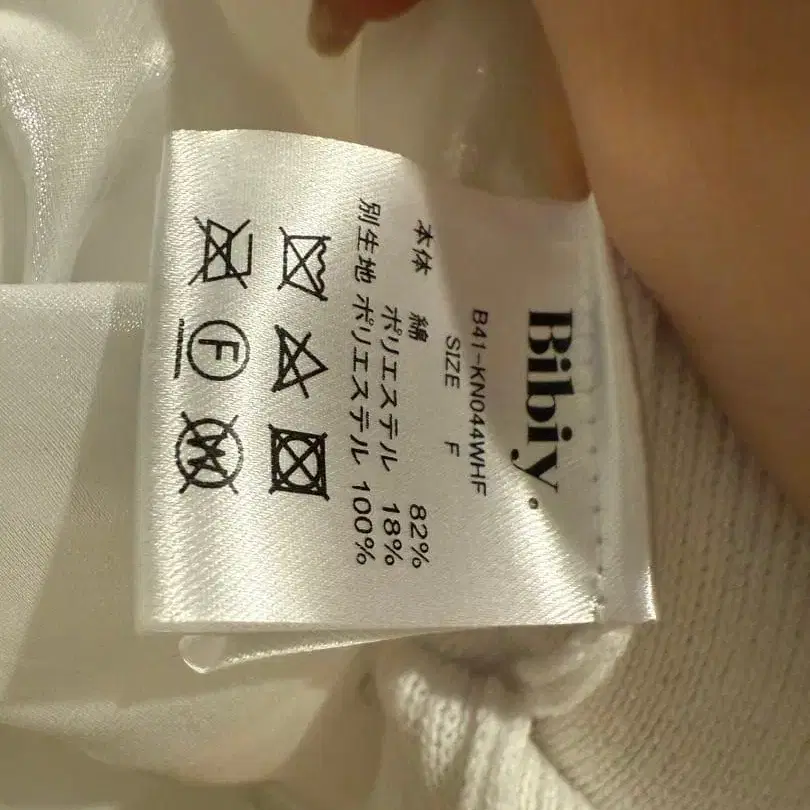 Bibiy.
B41-KN044WHF
SIZE F
本体 綿 82%
ポリエステル 18%
別生地 ポリエステル 100%
F
W